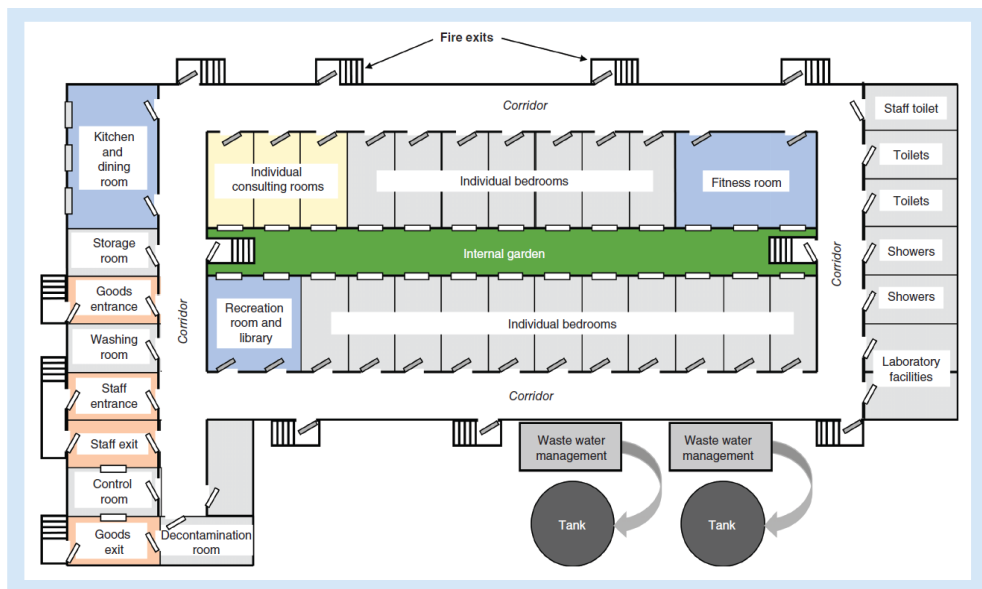 Fire exits
Corridor
Kitchen
and
dining
room
Staff toilet
Toilets
Individual
consulting rooms
Individual bedrooms
Fitness room
Toilets
Storage
room
Internal garden
Corridor
Showers
Goods
entrance
Corridor
Recreation
room and
library
Individual bedrooms
Showers
Washing
room
Laboratory
facilities
Staff
entrance
Corridor
Staff exit
Waste water
management
Waste water
management
Control
room
Goods
exit
Decontamination
room
Tank
Tank